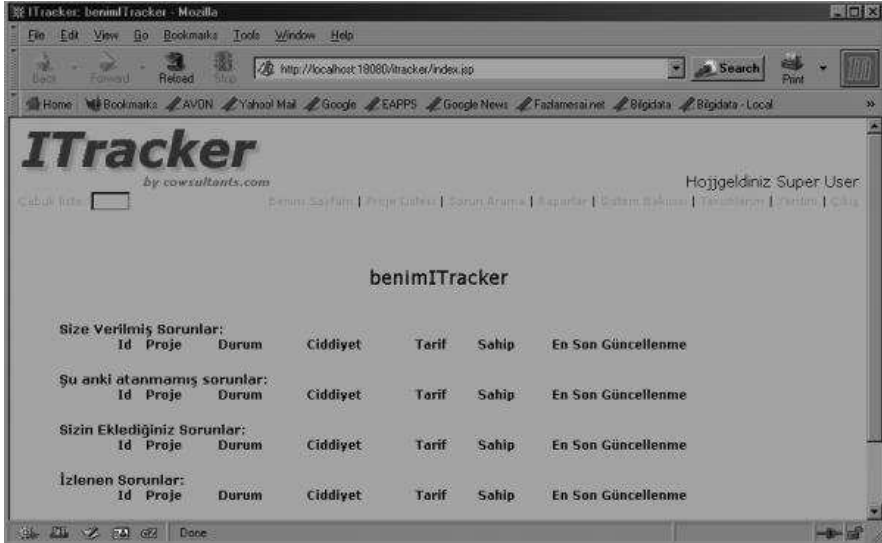 ITracker: benimITracker - Mozilla
File Edit View Go Bookmarks Tools Window Help
Back Forward Reload Stop http://localhost:18080/itracker/index.jsp Search Print
Home Bookmarks AVON Yahoo! Mail Google EAPPS Google News Fazlamesai.net Bilgidata Bilgidata - Local
ITracker
by cowsultants.com
Hojjgeldiniz Super User
Çabuk liste Benim Sayfam | Proje Listesi | Sorun Arama | Raporlar | Sistem Bakıcısı | Tercihlerim | Yardım | Çıkış
benimITracker
Size Verilmiş Sorunlar:
Id Proje Durum Ciddiyet Tarif Sahip En Son Güncellenme
Şu anki atanmamış sorunlar:
Id Proje Durum Ciddiyet Tarif Sahip En Son Güncellenme
Sizin Eklediğiniz Sorunlar:
Id Proje Durum Ciddiyet Tarif Sahip En Son Güncellenme
İzlenen Sorunlar:
Id Proje Durum Ciddiyet Tarif Sahip En Son Güncellenme
Done